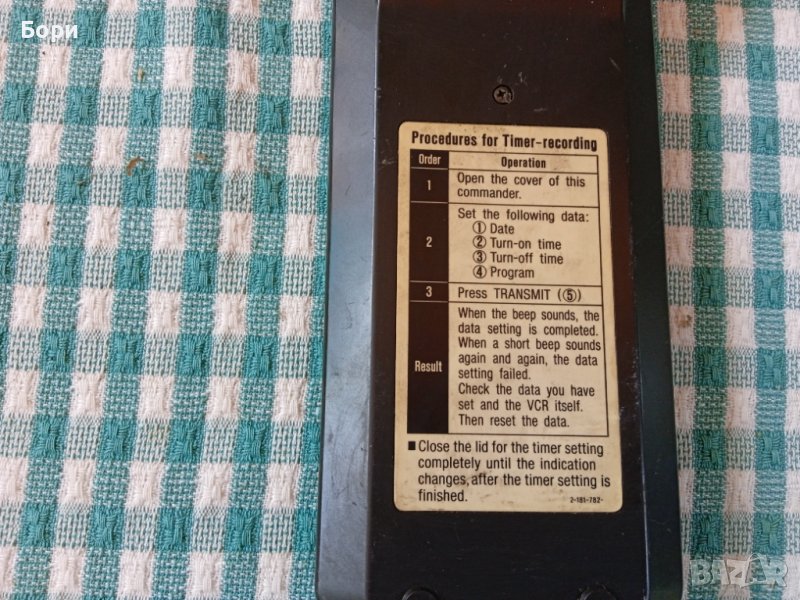 Бори
Procedures for Timer-recording
Order Operation
1 Open the cover of this
commander.
2 Set the following data:
① Date
② Turn-on time
③ Turn-off time
④ Program
3 Press TRANSMIT (⑤)
Result When the beep sounds, the
data setting is completed.
When a short beep sounds
again and again, the data
setting failed.
Check the data you have
set and the VCR itself.
Then reset the data.
■ Close the lid for the timer setting
completely until the indication
changes, after the timer setting is
finished.
2-181-782-
BAZAR